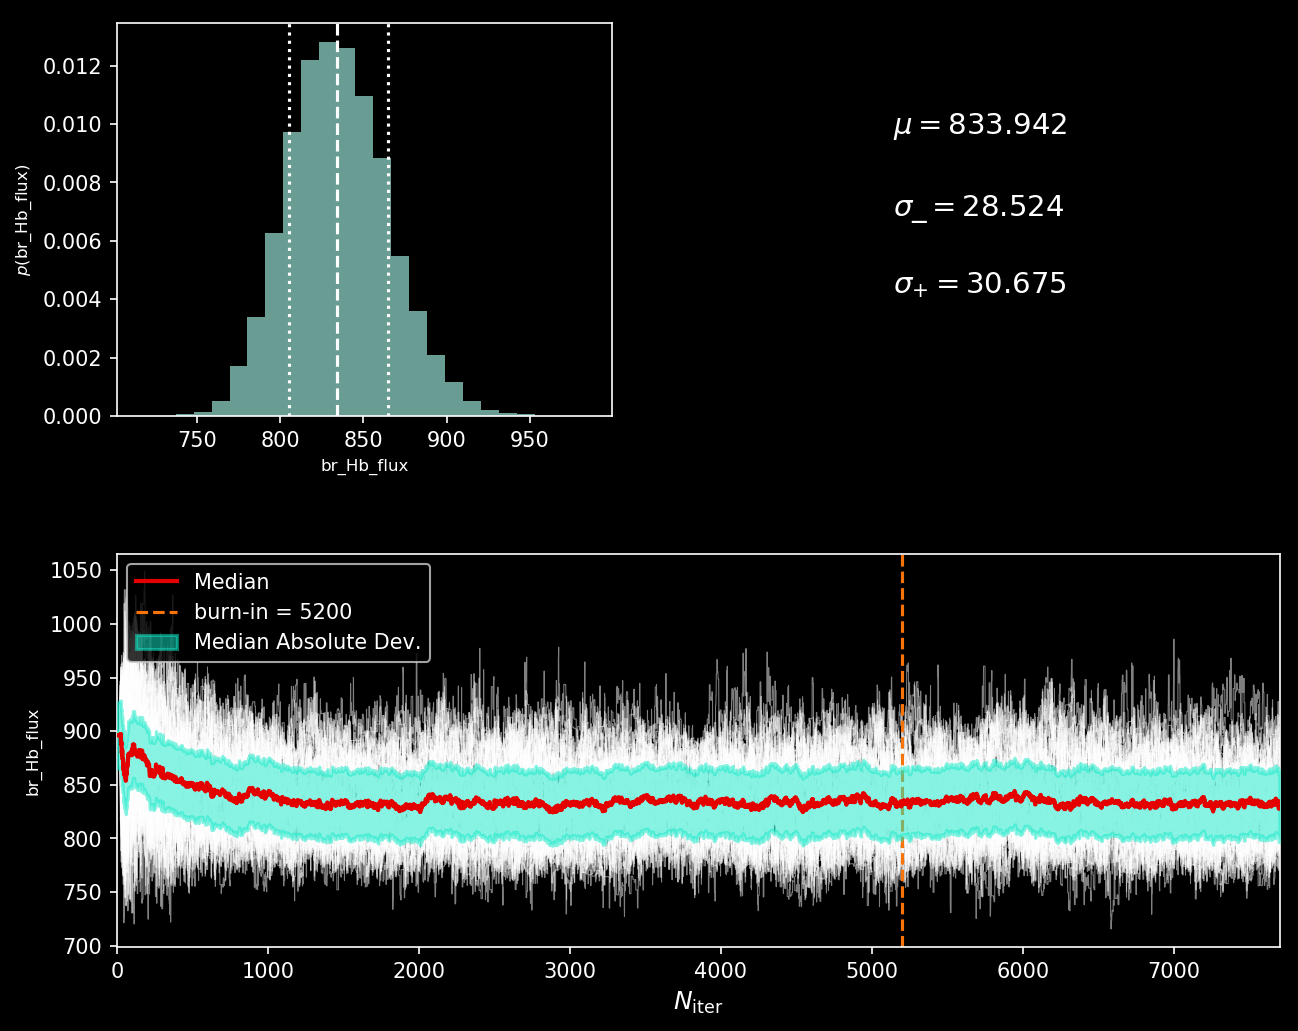 0.012
0.010
0.008
0.006
0.004
0.002
0.000
p(br_Hb_flux)
750 800 850 900 950
br_Hb_flux
μ = 833.942
σ_ = 28.524
σ+ = 30.675
1050
1000
950
900
850
800
750
700
br_Hb_flux
Median
burn-in = 5200
Median Absolute Dev.
0 1000 2000 3000 4000 5000 6000 7000
Niter